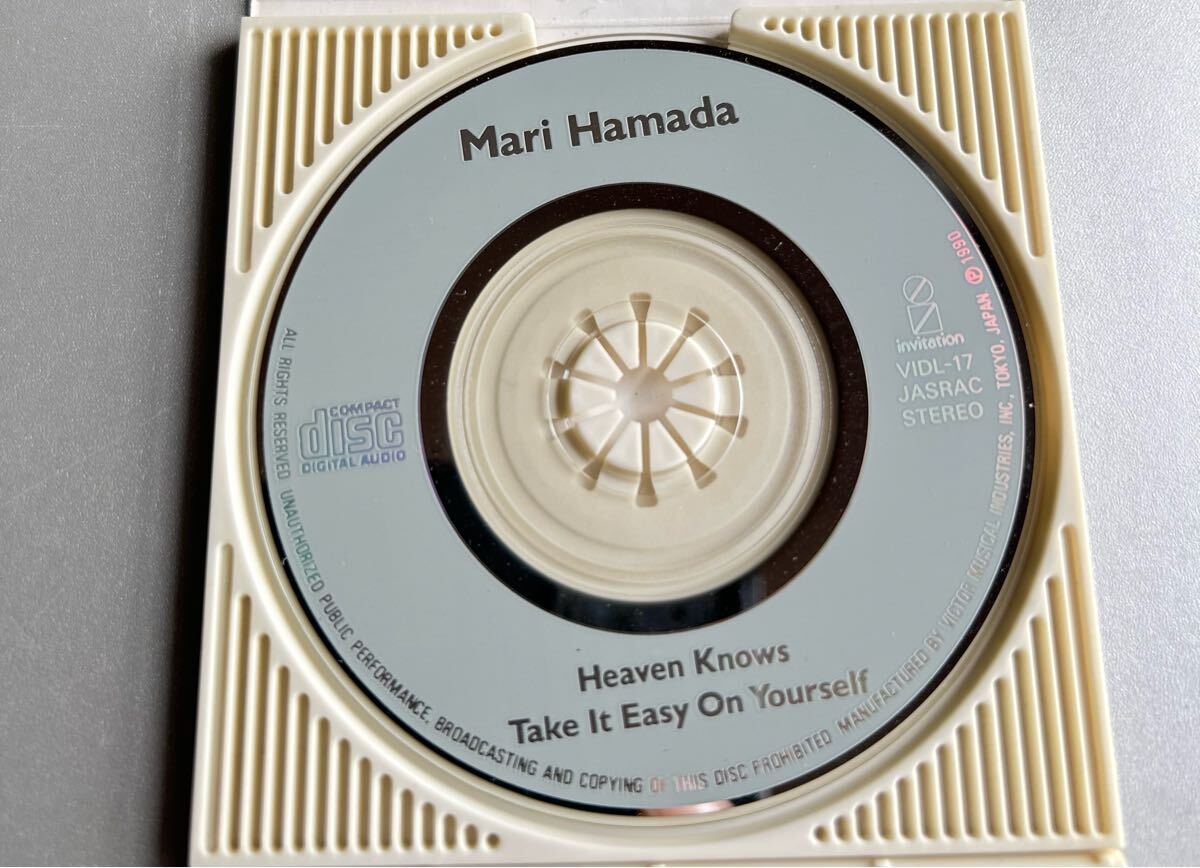 Mari Hamada
invitation
VIDL-17
JASRAC
STEREO
COMPACT
disc
DIGITAL AUDIO
Heaven Knows
Take It Easy On Yourself
ALL RIGHTS RESERVED UNAUTHORIZED PUBLIC PERFORMANCE, BROADCASTING AND COPYING OF THIS DISC PROHIBITED MANUFACTURED BY VICTOR MUSICAL INDUSTRIES, INC, TOKYO, JAPAN Ⓟ 1990